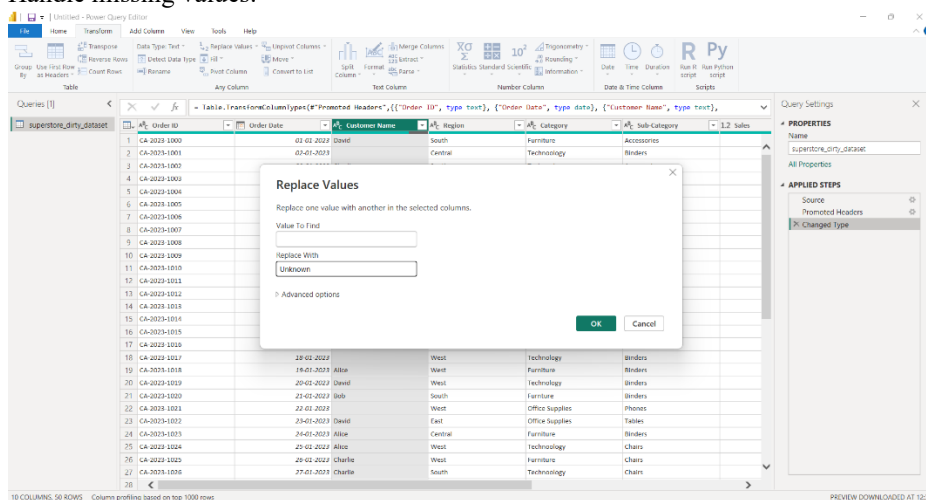 Handle missing values:
Untitled - Power Query Editor
File Home Transform Add Column View Tools Help
Group By Use First Row as Headers Transpose Reverse Rows Count Rows
Data Type: Text Detect Data Type Rename Replace Values Fill Pivot Column Unpivot Columns Move Convert to List
Split Column Format Merge Columns Extract Parse
Statistics Standard Scientific Trigonometry Rounding Information
Date Time Duration Run R script Run Python script
Table Any Column Text Column Number Column Date & Time Column Scripts
Queries [1]
superstore_dirty_dataset
= Table.TransformColumnTypes(#"Promoted Headers",{{"Order ID", type text}, {"Order Date", type date}, {"Customer Name", type text},
Order ID Order Date Customer Name Region Category Sub-Category 1.2 Sales
1 CA-2023-1000 01-01-2023 David South Furniture Accessories
2 CA-2023-1001 02-01-2023 Central Technology Binders
3 CA-2023-1002
4 CA-2023-1003
5 CA-2023-1004
6 CA-2023-1005
7 CA-2023-1006
8 CA-2023-1007
9 CA-2023-1008
10 CA-2023-1009
11 CA-2023-1010
12 CA-2023-1011
13 CA-2023-1012
14 CA-2023-1013
15 CA-2023-1014
16 CA-2023-1015
17 CA-2023-1016
18 CA-2023-1017 18-01-2023 West Technology Binders
19 CA-2023-1018 19-01-2023 Alice West Furniture Binders
20 CA-2023-1019 20-01-2023 David West Technology Binders
21 CA-2023-1020 21-01-2023 Bob South Furniture Binders
22 CA-2023-1021 22-01-2023 West Office Supplies Phones
23 CA-2023-1022 23-01-2023 David East Office Supplies Tables
24 CA-2023-1023 24-01-2023 Alice Central Furniture Binders
25 CA-2023-1024 25-01-2023 Alice West Technology Chairs
26 CA-2023-1025 26-01-2023 Charlie West Furniture Chairs
27 CA-2023-1026 27-01-2023 Charlie South Technology Chairs
28
Replace Values
Replace one value with another in the selected columns.
Value To Find
Replace With
Unknown
Advanced options
OK Cancel
Query Settings
PROPERTIES
Name
superstore_dirty_dataset
All Properties
APPLIED STEPS
Source
Promoted Headers
Changed Type
10 COLUMNS, 50 ROWS Column profiling based on top 1000 rows
PREVIEW DOWNLOADED AT 12: